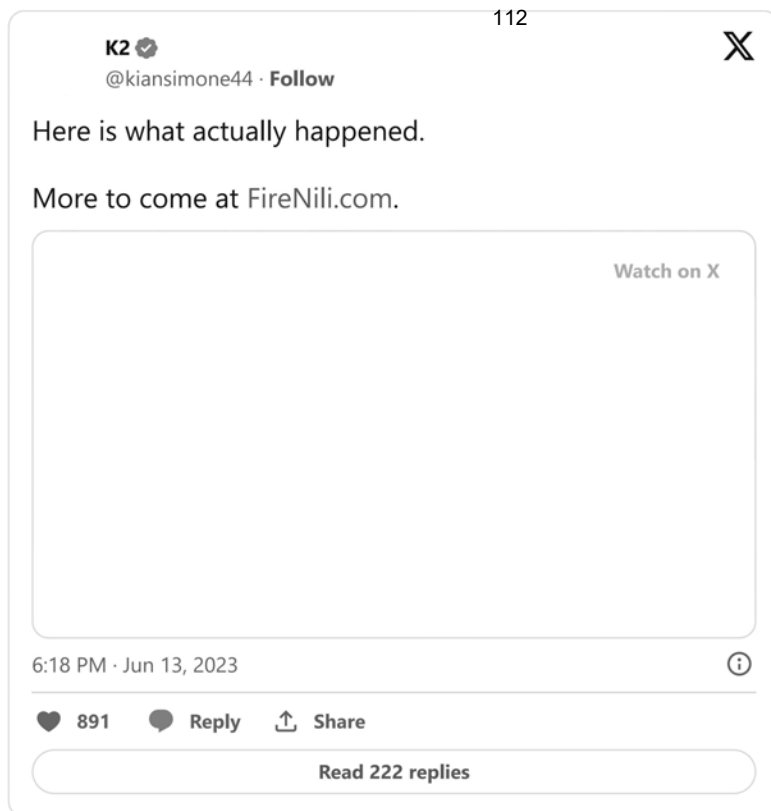 112
K2
@kiansimone44 · Follow
Here is what actually happened.
More to come at FireNili.com.
Watch on X
6:18 PM · Jun 13, 2023
891 Reply Share
Read 222 replies